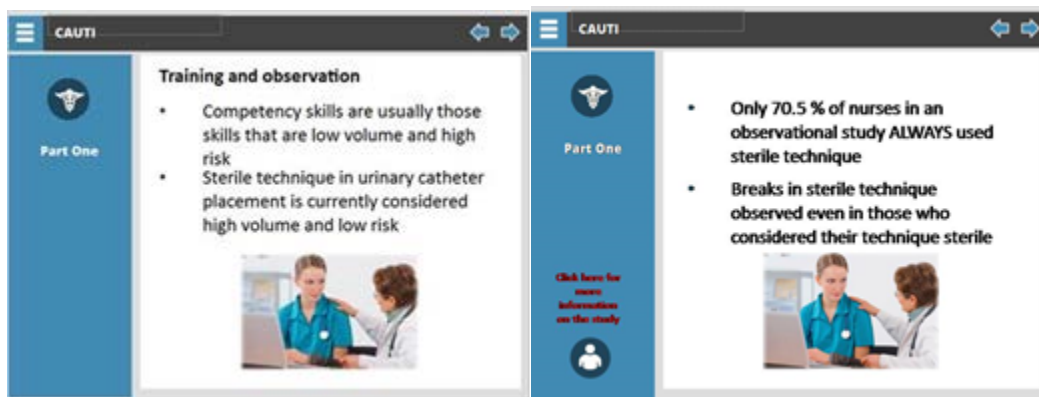 CAUTI
Part One
Training and observation
• Competency skills are usually those
skills that are low volume and high
risk
• Sterile technique in urinary catheter
placement is currently considered
high volume and low risk
CAUTI
Part One
• Only 70.5 % of nurses in an
observational study ALWAYS used
sterile technique
• Breaks in sterile technique
observed even in those who
considered their technique sterile
Click here for
more
information
on the study